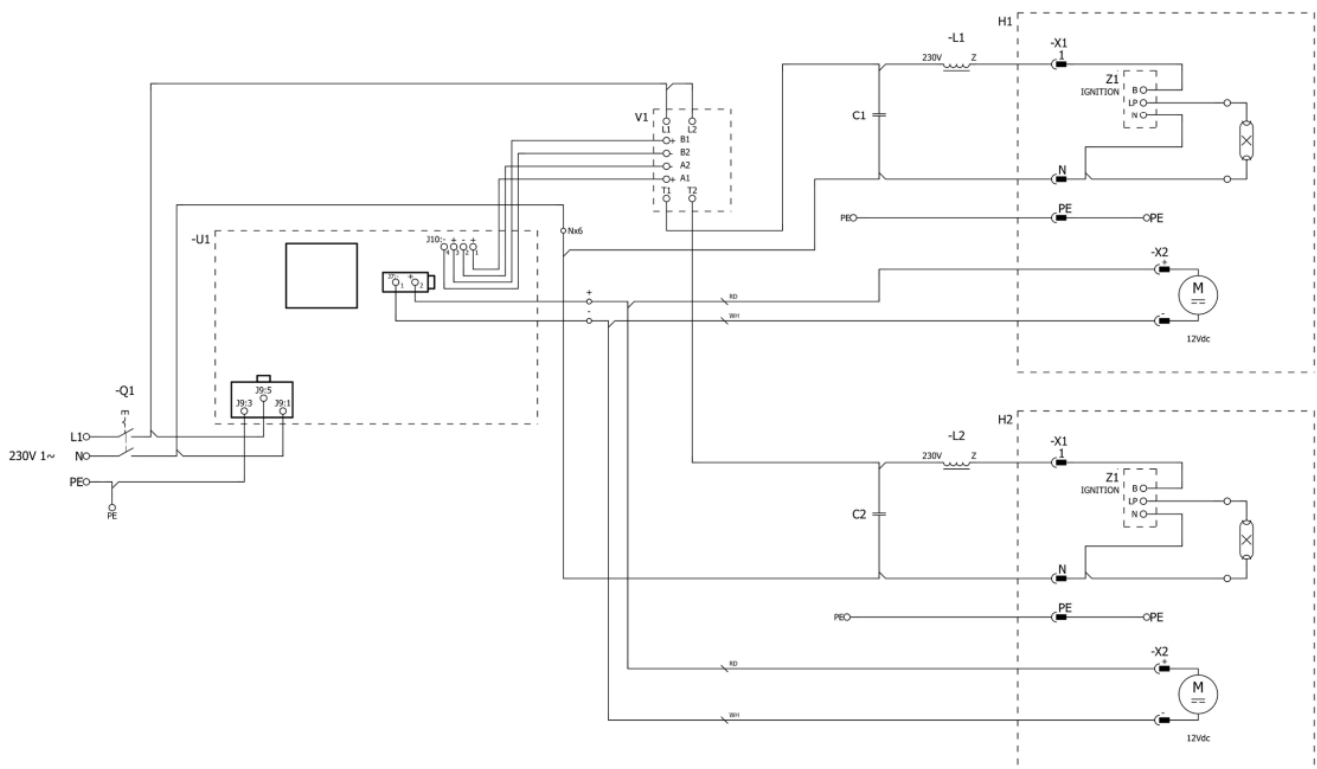 H1
-L1
-X1
230V Z
1
Z1
IGNITION
B
LP
N
V1
L1 L2
C1
+ B1
- B2
- A2
+ A1
T1 T2
N
PE
PE
PE
Nx6
-U1
J10:- + - +
4 3 2 1
-X2
+
+
1 2
+
RD
M
-
WH
-
12Vdc
J9:5
J9:3
J9:1
-Q1
L1
230V 1~
N
PE
PE
H2
-L2
-X1
230V Z
1
Z1
IGNITION
B
LP
N
C2
N
PE
PE
PE
-X2
+
RD
M
WH
-
12Vdc